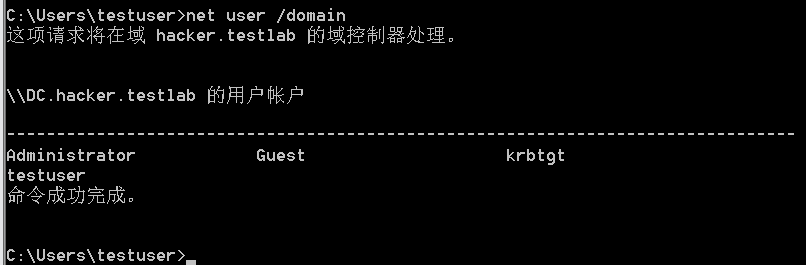 C:\Users\testuser>net user /domain
这项请求将在域 hacker.testlab 的域控制器处理。
\\DC.hacker.testlab 的用户帐户
-------------------------------------------------------------------------------
Administrator            Guest                    krbtgt
testuser
命令成功完成。
C:\Users\testuser>_